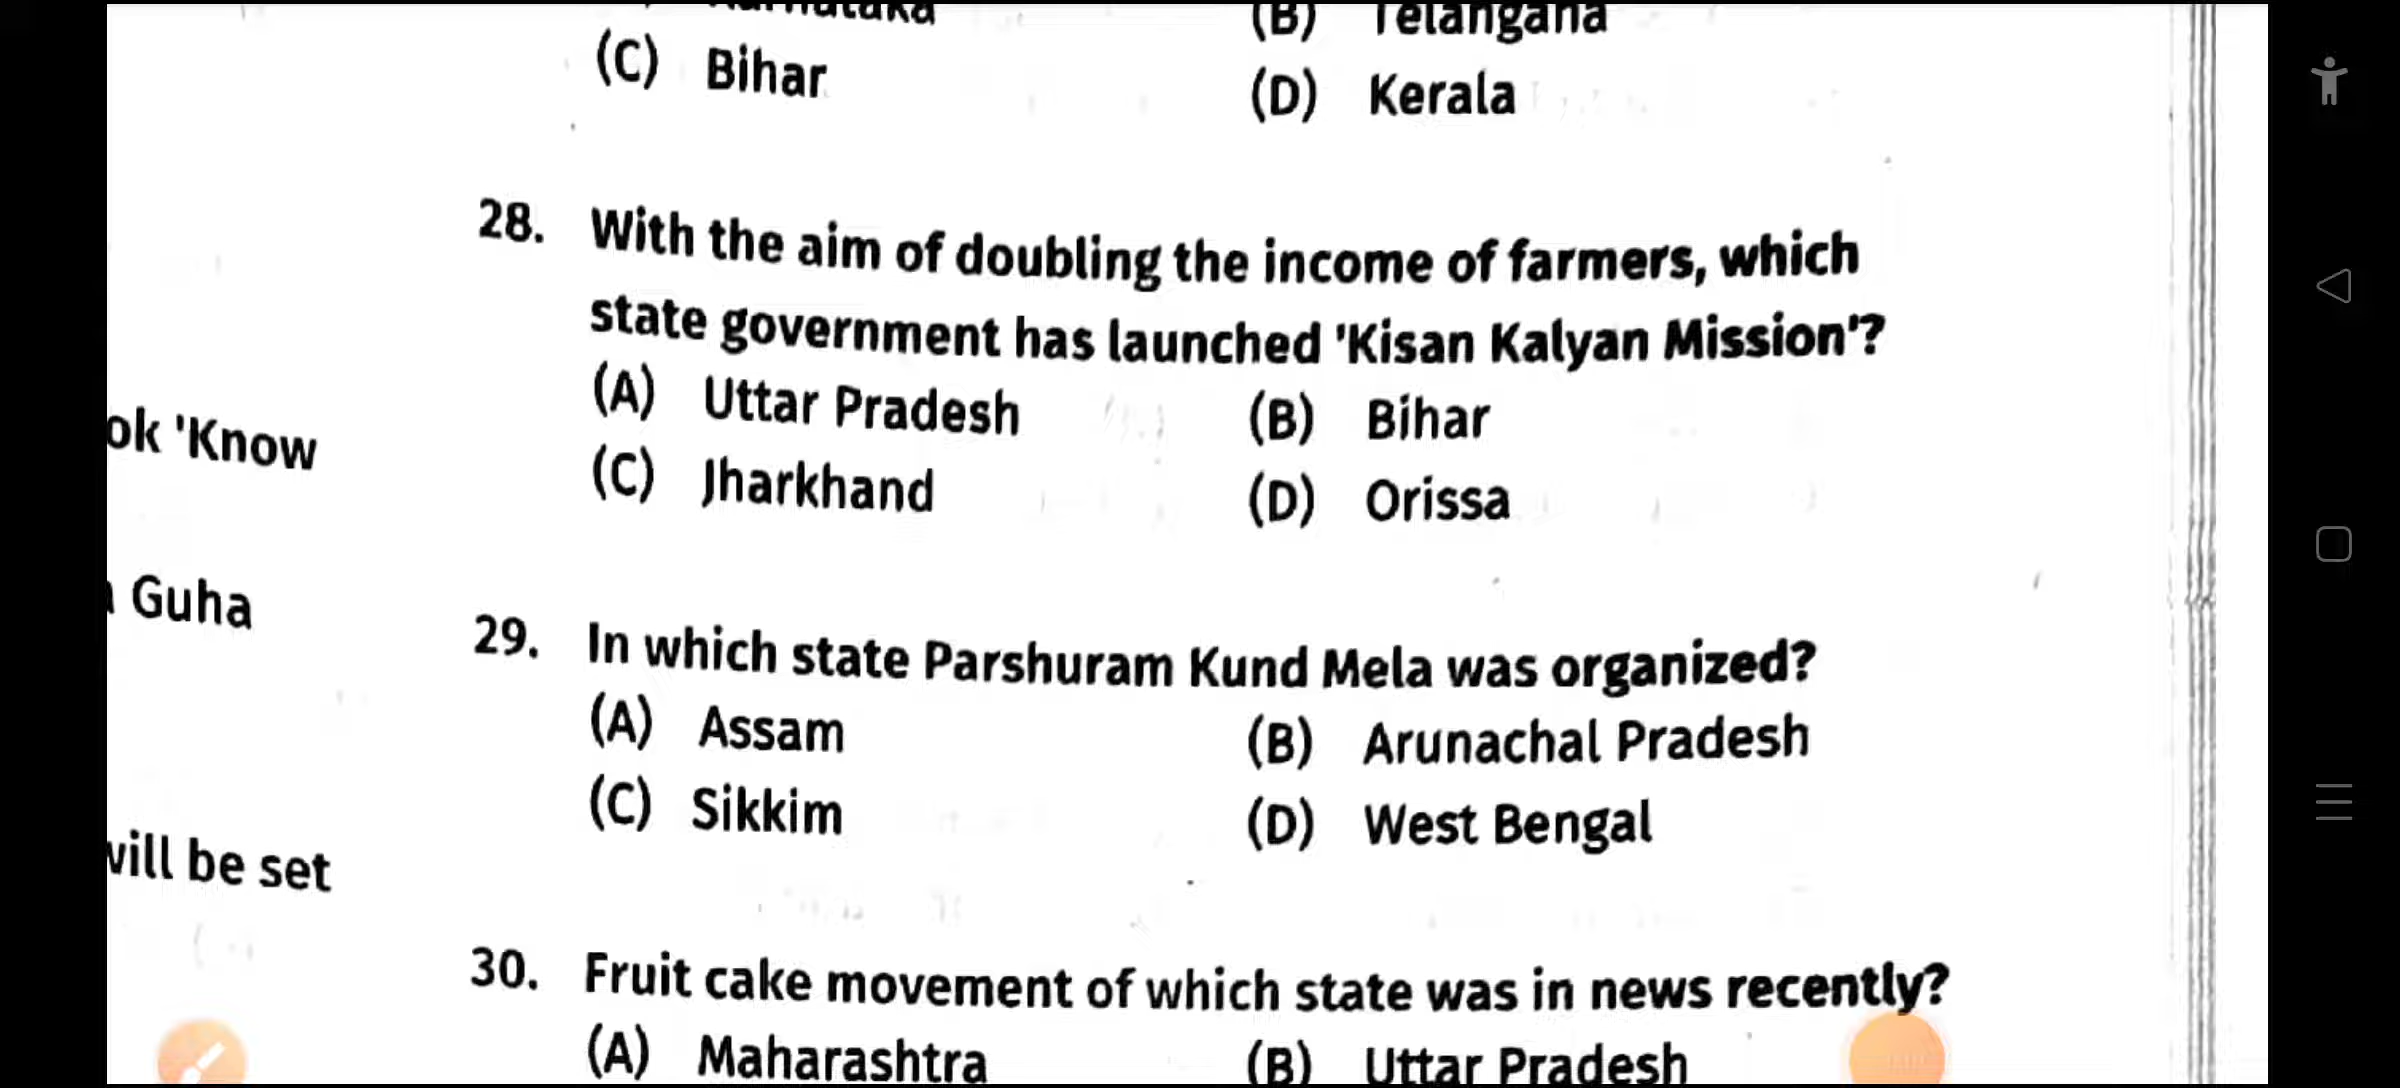 (B) Telangana
(C) Bihar
(D) Kerala
28. With the aim of doubling the income of farmers, which
state government has launched 'Kisan Kalyan Mission'?
(A) Uttar Pradesh (B) Bihar
(C) Jharkhand (D) Orissa
ok 'Know
Guha
29. In which state Parshuram Kund Mela was organized?
(A) Assam (B) Arunachal Pradesh
(C) Sikkim (D) West Bengal
will be set
30. Fruit cake movement of which state was in news recently?
(A) Maharashtra (B) Uttar Pradesh